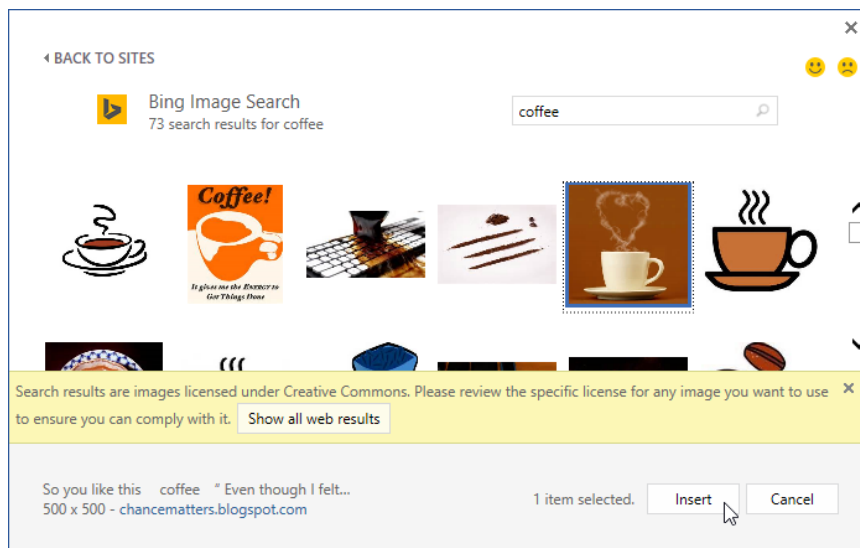 BACK TO SITES
Bing Image Search
73 search results for coffee
coffee
Coffee!
It gives me the ENERGY to
Get Things Done
Search results are images licensed under Creative Commons. Please review the specific license for any image you want to use
to ensure you can comply with it. Show all web results
So you like this coffee “ Even though I felt...
500 x 500 - chancematters.blogspot.com
1 item selected. Insert Cancel